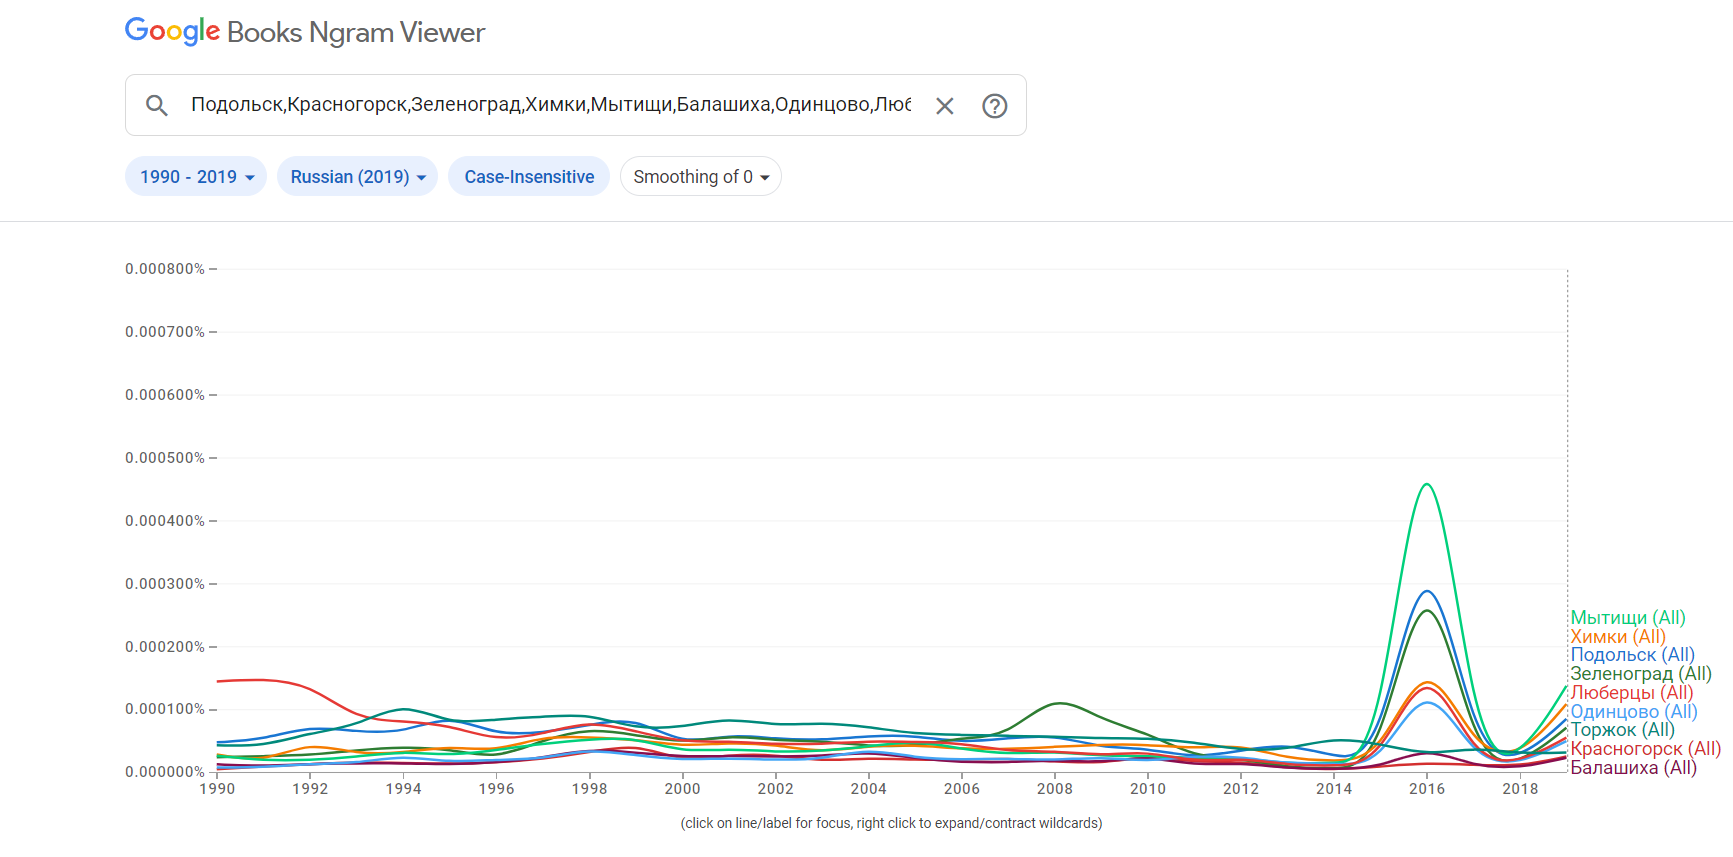 Google Books Ngram Viewer
Подольск,Красногорск,Зеленоград,Химки,Мытищи,Балашиха,Одинцово,Люб
1990 - 2019
Russian (2019)
Case-Insensitive
Smoothing of 0
0.000800%
0.000700%
0.000600%
0.000500%
0.000400%
0.000300%
0.000200%
0.000100%
0.000000%
1990 1992 1994 1996 1998 2000 2002 2004 2006 2008 2010 2012 2014 2016 2018
Мытищи (All)
Химки (All)
Подольск (All)
Зеленоград (All)
Люберцы (All)
Одинцово (All)
Торжок (All)
Красногорск (All)
Балашиха (All)
(click on line/label for focus, right click to expand/contract wildcards)